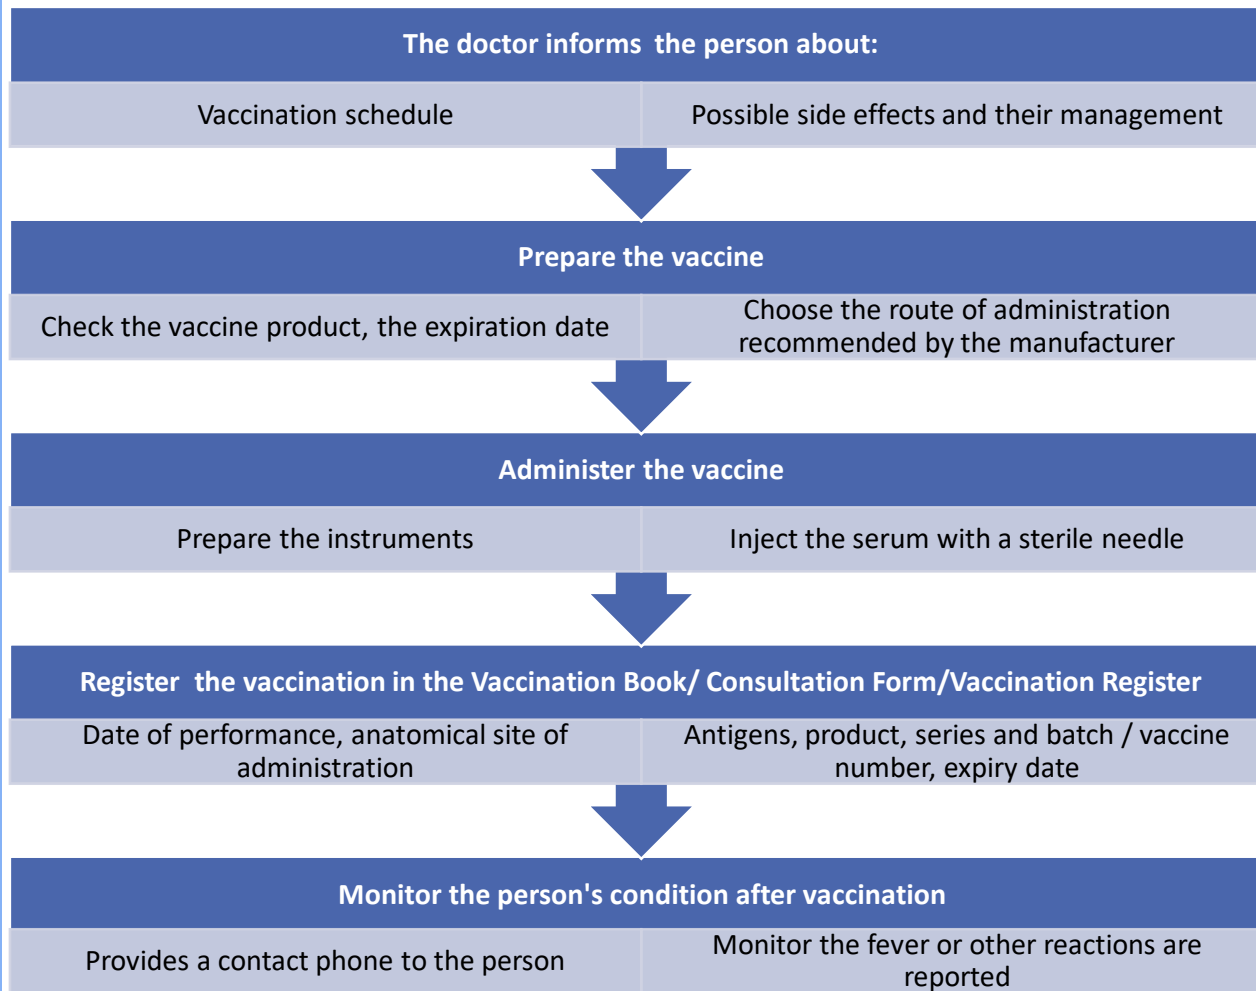 The doctor informs the person about:
Vaccination schedule
Possible side effects and their management
Prepare the vaccine
Check the vaccine product, the expiration date
Choose the route of administration
recommended by the manufacturer
Administer the vaccine
Prepare the instruments
Inject the serum with a sterile needle
Register the vaccination in the Vaccination Book/ Consultation Form/Vaccination Register
Date of performance, anatomical site of
administration
Antigens, product, series and batch / vaccine
number, expiry date
Monitor the person's condition after vaccination
Provides a contact phone to the person
Monitor the fever or other reactions are
reported